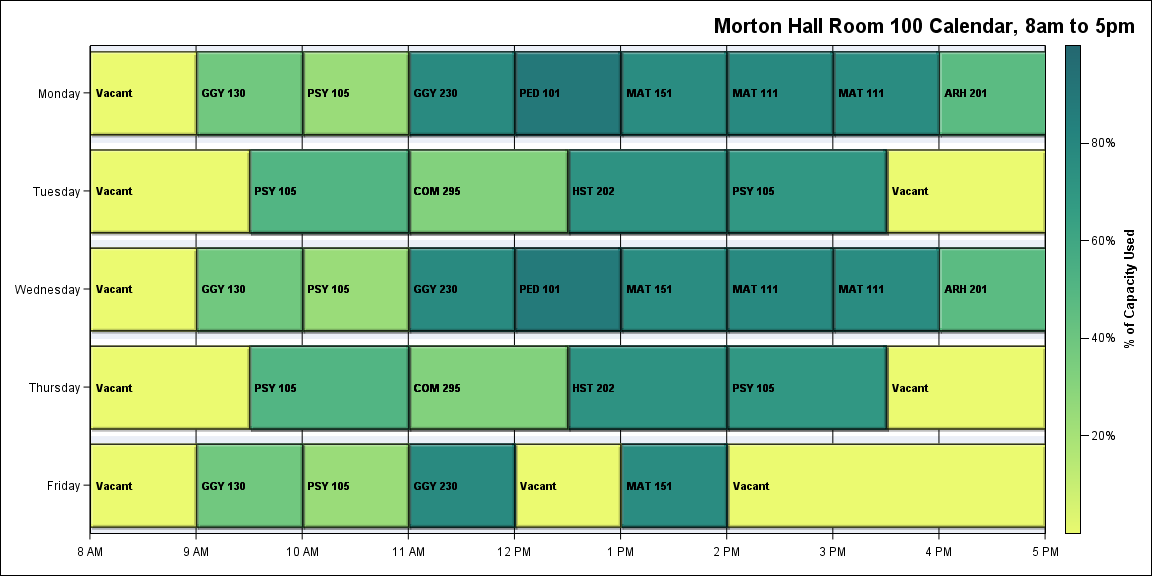 Morton Hall Room 100 Calendar, 8am to 5pm
Monday
Vacant
GGY 130
PSY 105
GGY 230
PED 101
MAT 151
MAT 111
MAT 111
ARH 201
Tuesday
Vacant
PSY 105
COM 295
HST 202
PSY 105
Vacant
Wednesday
Vacant
GGY 130
PSY 105
GGY 230
PED 101
MAT 151
MAT 111
MAT 111
ARH 201
Thursday
Vacant
PSY 105
COM 295
HST 202
PSY 105
Vacant
Friday
Vacant
GGY 130
PSY 105
GGY 230
Vacant
MAT 151
Vacant
8 AM
9 AM
10 AM
11 AM
12 PM
1 PM
2 PM
3 PM
4 PM
5 PM
80%
60%
40%
20%
% of Capacity Used